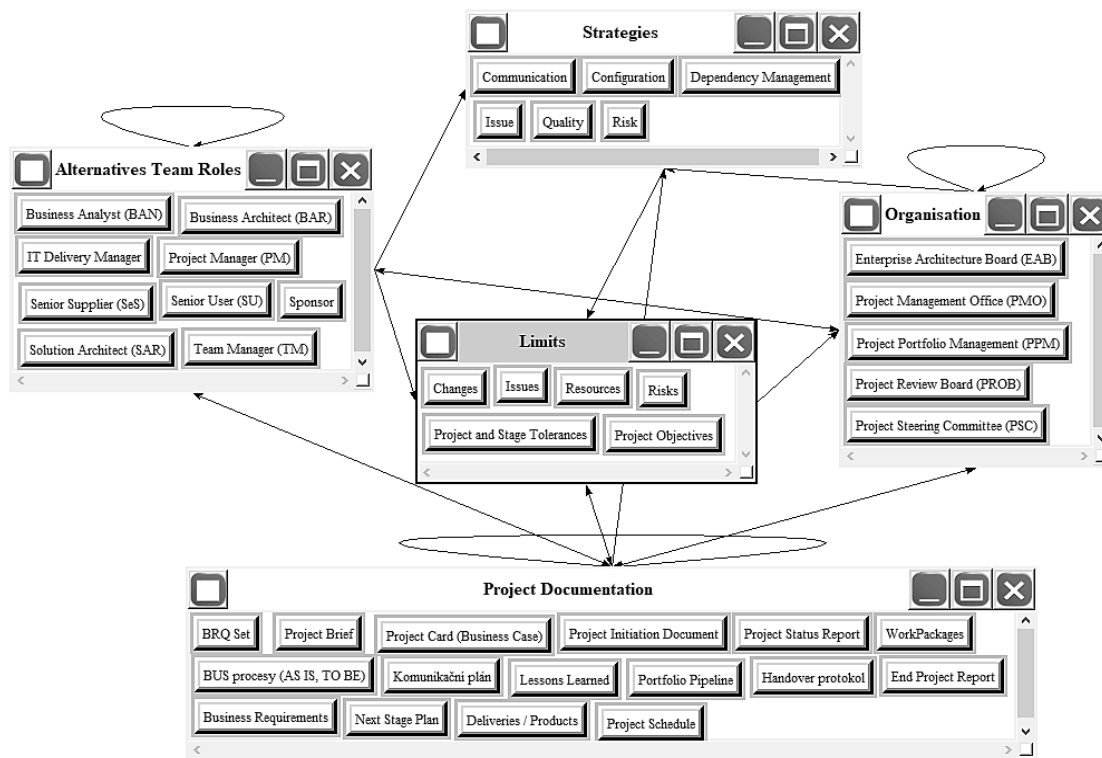 Strategies
Communication Configuration Dependency Management
Issue Quality Risk
Alternatives Team Roles
Business Analyst (BAN) Business Architect (BAR)
IT Delivery Manager Project Manager (PM)
Senior Supplier (SeS) Senior User (SU) Sponsor
Solution Architect (SAR) Team Manager (TM)
Organisation
Enterprise Architecture Board (EAB)
Project Management Office (PMO)
Project Portfolio Management (PPM)
Project Review Board (PROB)
Project Steering Committee (PSC)
Limits
Changes Issues Resources Risks
Project and Stage Tolerances Project Objectives
Project Documentation
BRQ Set Project Brief Project Card (Business Case) Project Initiation Document Project Status Report WorkPackages
BUS procesy (AS IS, TO BE) Komunikační plán Lessons Learned Portfolio Pipeline Handover protokol End Project Report
Business Requirements Next Stage Plan Deliveries / Products Project Schedule